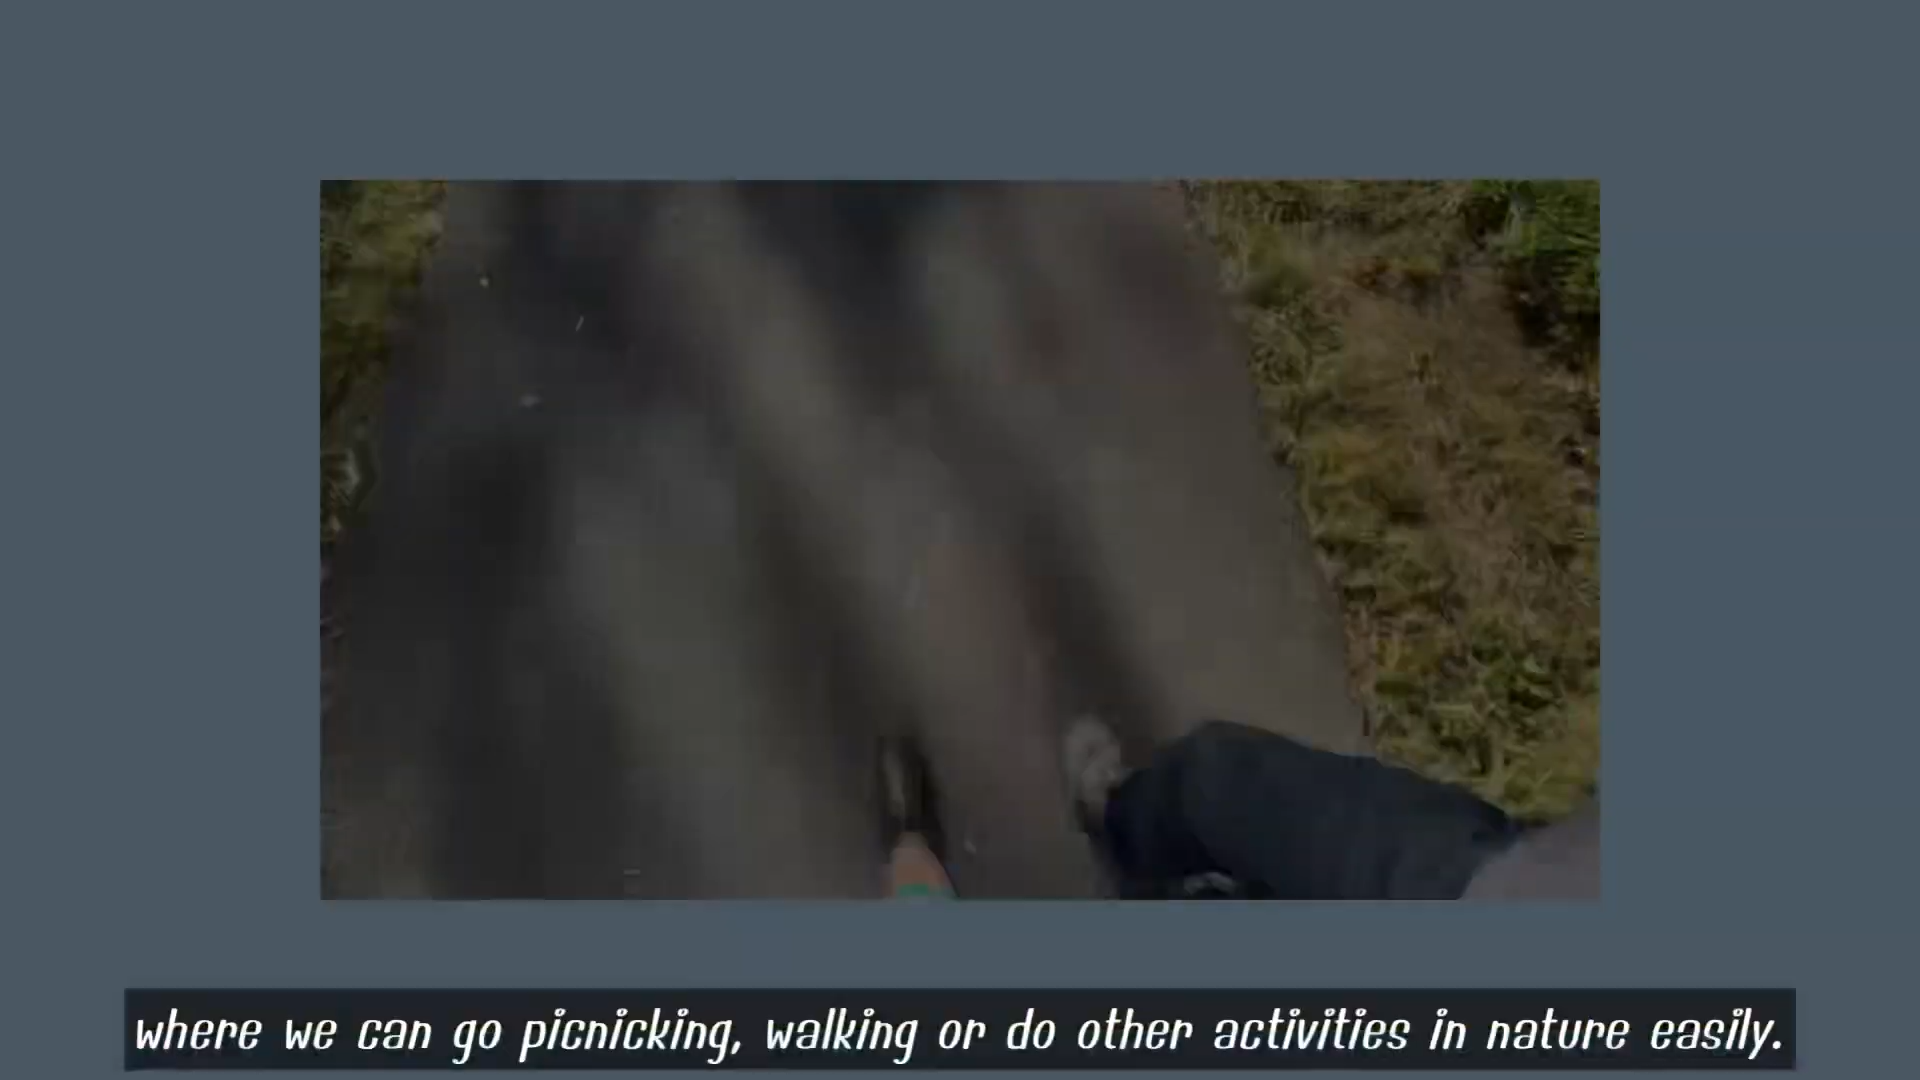 where we can go picnicking, walking or do other activities in nature easily.